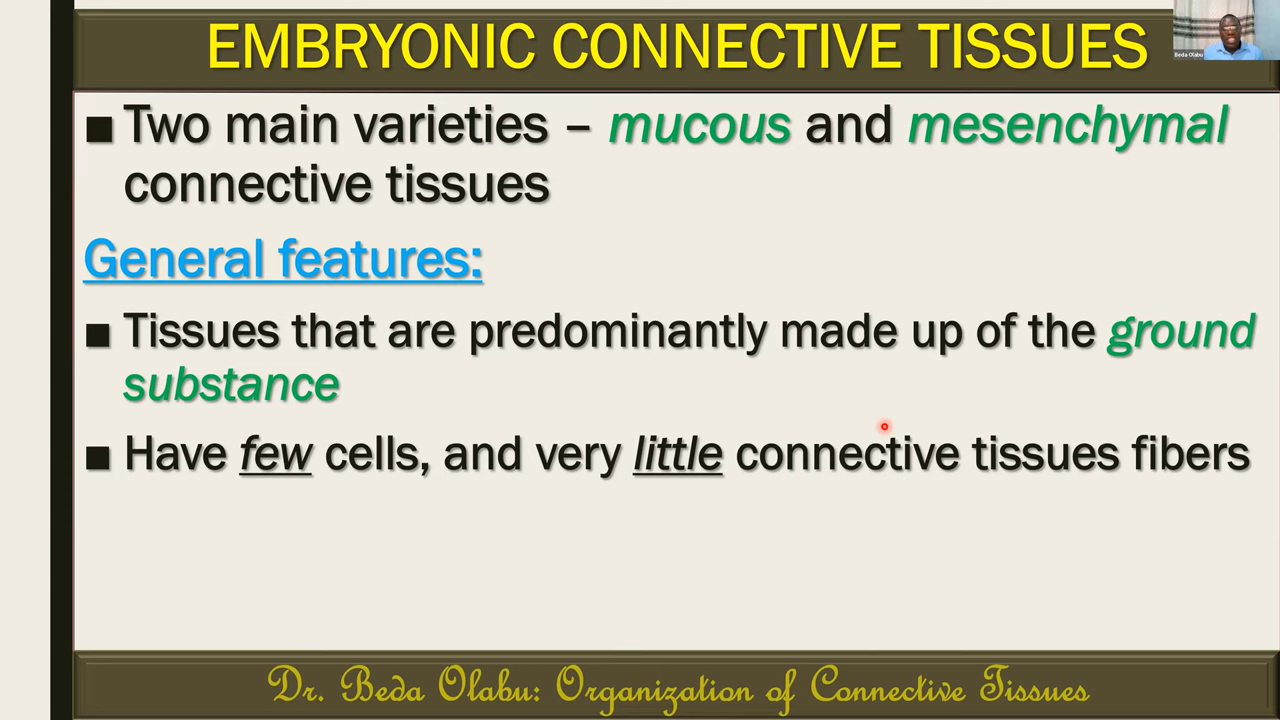 EMBRYONIC CONNECTIVE TISSUES
Beda Olabu
■ Two main varieties – mucous and mesenchymal
connective tissues
General features:
■ Tissues that are predominantly made up of the ground
substance
■ Have few cells, and very little connective tissues fibers
Dr. Beda Olabu: Organization of Connective Tissues